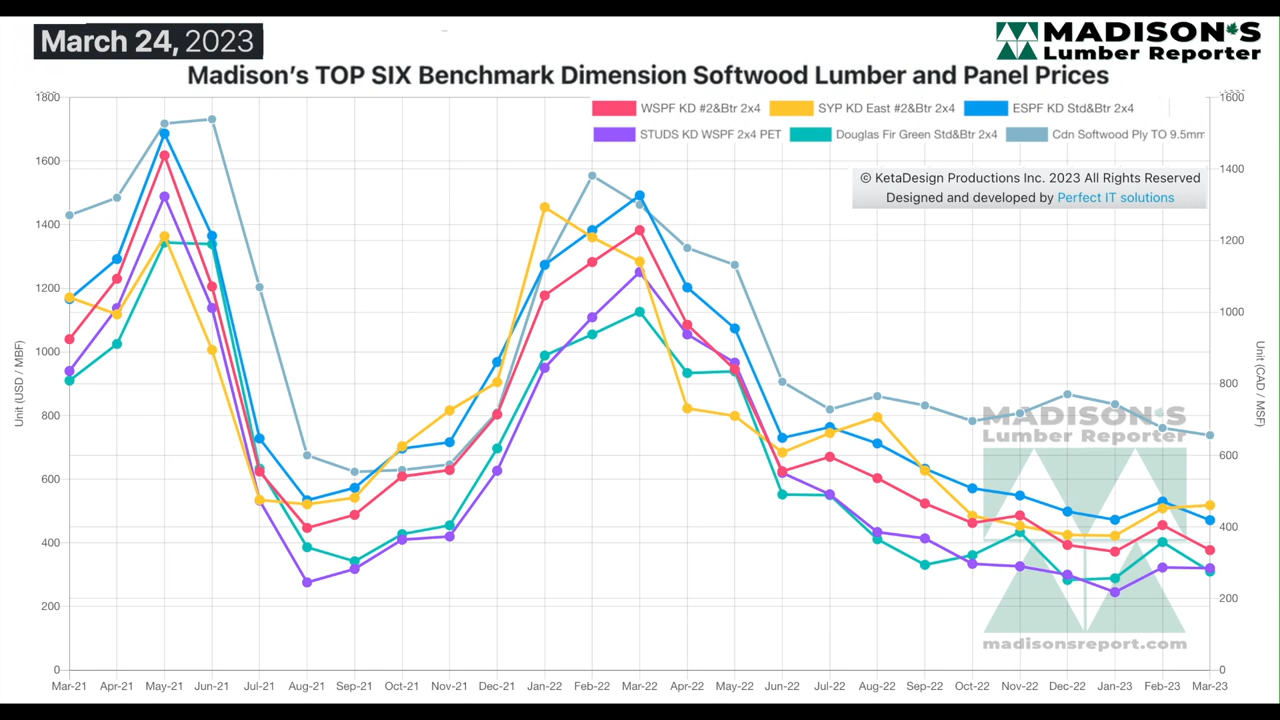 March 24, 2023
MADISON'S
Lumber Reporter
Madison's TOP SIX Benchmark Dimension Softwood Lumber and Panel Prices
WSPF KD #2&Btr 2x4
SYP KD East #2&Btr 2x4
ESPF KD Std&Btr 2x4
STUDS KD WSPF 2x4 PET
Douglas Fir Green Std&Btr 2x4
Cdn Softwood Ply TO 9.5mm
© KetaDesign Productions Inc. 2023 All Rights Reserved
Designed and developed by Perfect IT solutions
Unit (USD / MBF)
1800
1600
1400
1200
1000
800
600
400
200
0
Unit (CAD / MSF)
1600
1400
1200
1000
800
600
400
200
0
MADISON'S
Lumber Reporter
madisonsreport.com
Mar-21 Apr-21 May-21 Jun-21 Jul-21 Aug-21 Sep-21 Oct-21 Nov-21 Dec-21 Jan-22 Feb-22 Mar-22 Apr-22 May-22 Jun-22 Jul-22 Aug-22 Sep-22 Oct-22 Nov-22 Dec-22 Jan-23 Feb-23 Mar-23